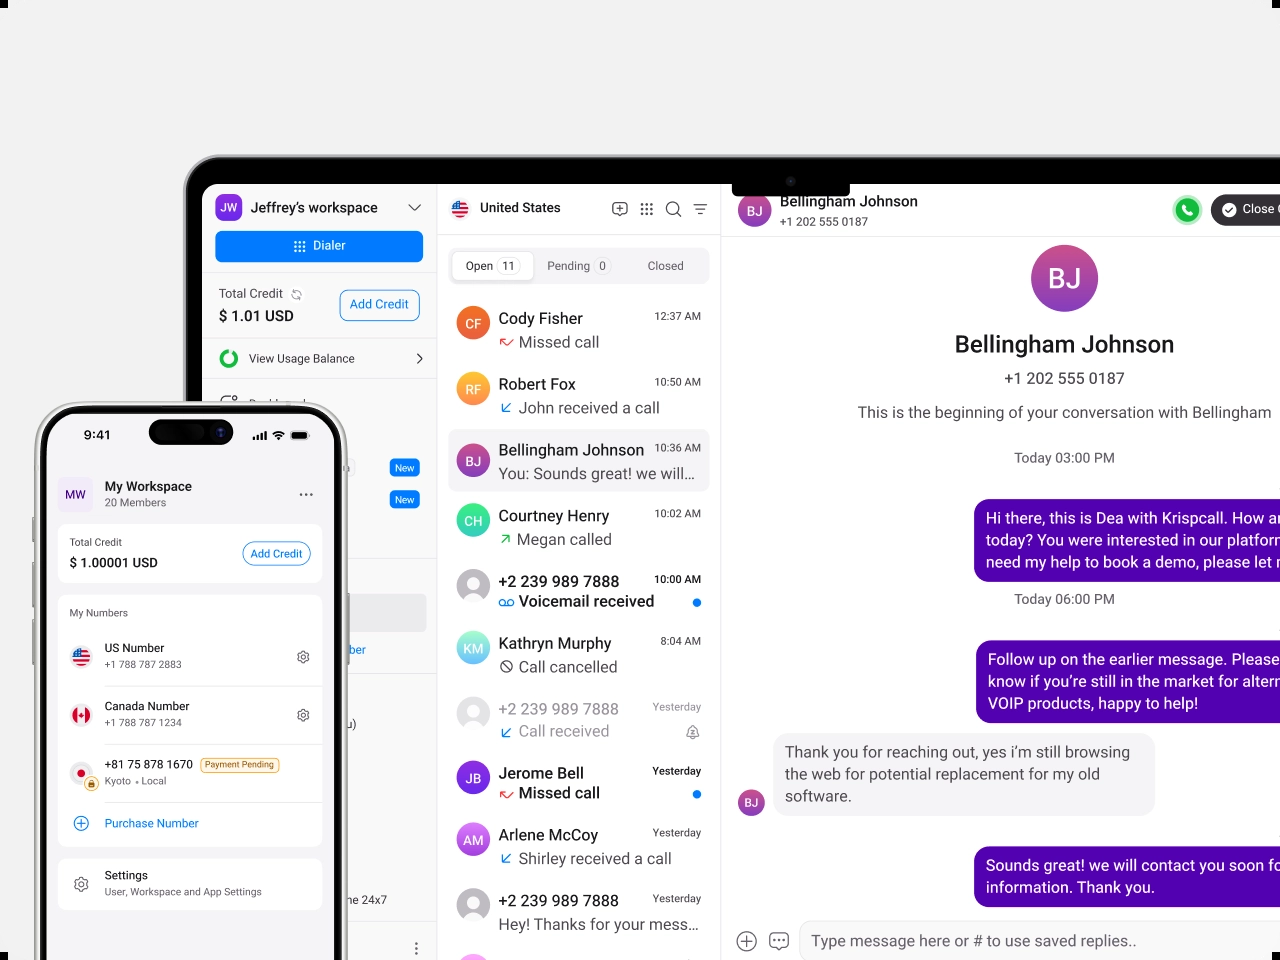 JW
Jeffrey's workspace
Dialer
Total Credit
$ 1.01 USD
Add Credit
View Usage Balance
New
New
ne 24x7
United States
Open 11
Pending 0
Closed
CF
Cody Fisher
12:37 AM
Missed call
RF
Robert Fox
10:50 AM
John received a call
BJ
Bellingham Johnson
10:36 AM
You: Sounds great! we will...
CH
Courtney Henry
10:02 AM
Megan called
+2 239 989 7888
10:00 AM
Voicemail received
KM
Kathryn Murphy
8:04 AM
Call cancelled
+2 239 989 7888
Yesterday
Call received
JB
Jerome Bell
Yesterday
Missed call
AM
Arlene McCoy
Yesterday
Shirley received a call
+2 239 989 7888
Yesterday
Hey! Thanks for your mess...
BJ
Bellingham Johnson
+1 202 555 0187
Close
BJ
Bellingham Johnson
+1 202 555 0187
This is the beginning of your conversation with Bellingham
Today 03:00 PM
Hi there, this is Dea with Krispcall. How
today? You were interested in our platfor
need my help to book a demo, please let
Today 06:00 PM
Follow up on the earlier message. Please
know if you're still in the market for alter
VOIP products, happy to help!
Thank you for reaching out, yes i'm still browsing
the web for potential replacement for my old
software.
BJ
Sounds great! we will contact you soon fo
information. Thank you.
Type message here or # to use saved replies..
9:41
MW
My Workspace
20 Members
Total Credit
$ 1.00001 USD
Add Credit
My Numbers
US Number
+1 788 787 2883
Canada Number
+1 788 787 1234
+81 75 878 1670
Payment Pending
Kyoto • Local
Purchase Number
Settings
User, Workspace and App Settings